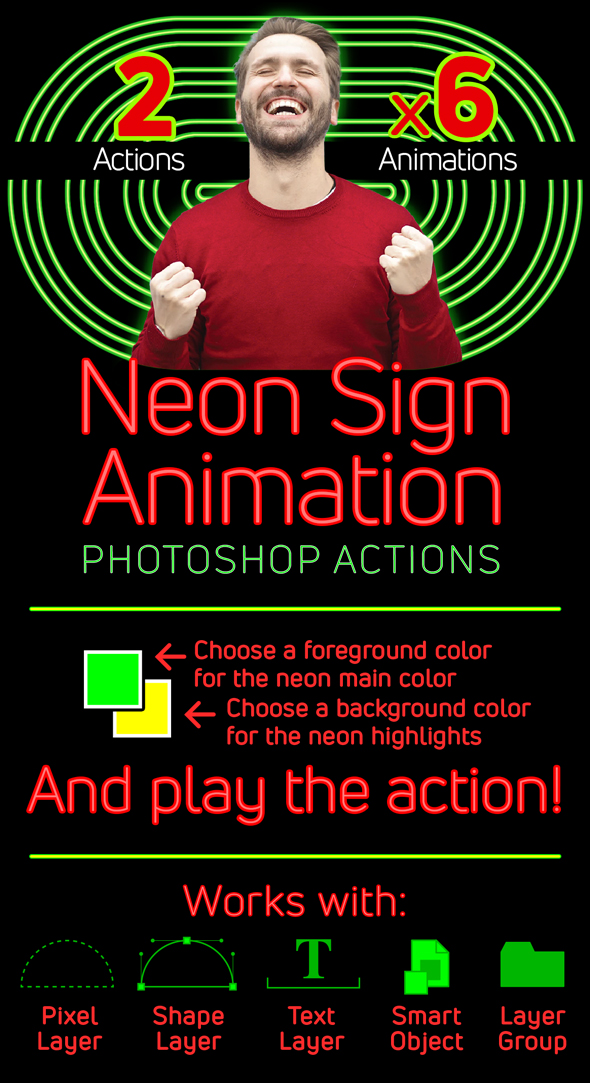 2
Actions
x6
Animations
Neon Sign
Animation
PHOTOSHOP ACTIONS
Choose a foreground color
for the neon main color
Choose a background color
for the neon highlights
And play the action!
Works with:
T
Pixel
Layer
Shape
Layer
Text
Layer
Smart
Object
Layer
Group